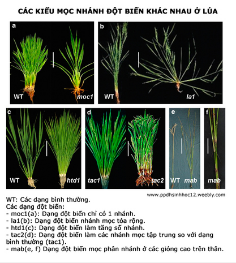 CÁC KIỂU MỌC NHÁNH ĐỘT BIẾN KHÁC NHAU Ở LÚA
a
b
WT
moc1
WT
la1
c
d
e
f
WT
htd1
tac1
tac2
WT
mab
mab
www.ppdhsinhhoc12.weebly.com
WT: Các dạng bình thường.
Các dạng đột biến:
- moc1(a): Dạng đột biến chỉ có 1 nhánh.
- la1(b): Dạng đột biến nhánh mọc tỏa rộng.
- htd1(c): Dạng đột biến làm tăng số nhánh.
- tac2(d): Dạng đột biến làm các nhánh mọc tập trung so với dạng
bình thường (tac1).
- mab(e, f) Dạng đột biến mọc phân nhánh ở các gióng cao trên thân.